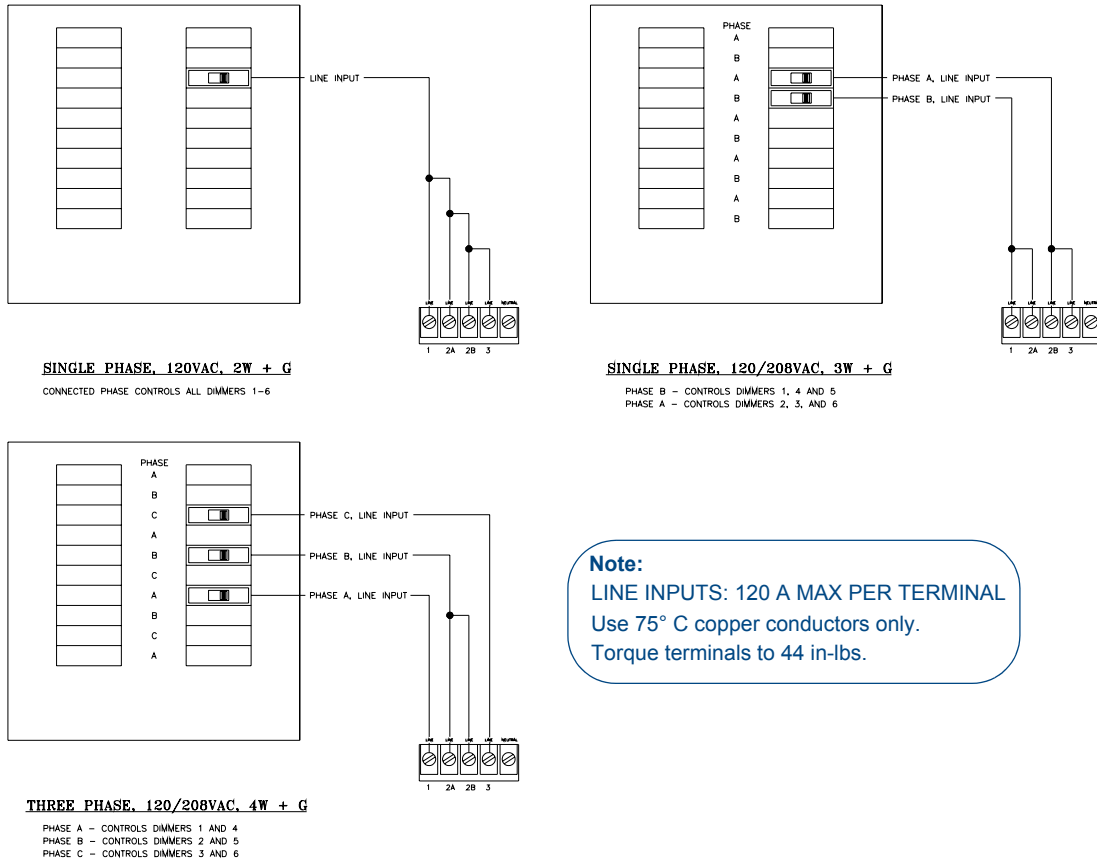 LINE INPUT
LINE LINE LINE LINE NEUTRAL
1 2A 2B 3
SINGLE PHASE, 120VAC, 2W + G
CONNECTED PHASE CONTROLS ALL DIMMERS 1-6
PHASE
A
B
A
B
A
B
A
B
A
B
PHASE A, LINE INPUT
PHASE B, LINE INPUT
LINE LINE LINE LINE NEUTRAL
1 2A 2B 3
SINGLE PHASE, 120/208VAC, 3W + G
PHASE B – CONTROLS DIMMERS 1, 4 AND 5
PHASE A – CONTROLS DIMMERS 2, 3, AND 6
PHASE
A
B
C
A
B
C
A
B
C
A
PHASE C, LINE INPUT
PHASE B, LINE INPUT
PHASE A, LINE INPUT
LINE LINE LINE LINE NEUTRAL
1 2A 2B 3
THREE PHASE, 120/208VAC, 4W + G
PHASE A – CONTROLS DIMMERS 1 AND 4
PHASE B – CONTROLS DIMMERS 2 AND 5
PHASE C – CONTROLS DIMMERS 3 AND 6
Note:
LINE INPUTS: 120 A MAX PER TERMINAL
Use 75° C copper conductors only.
Torque terminals to 44 in-lbs.